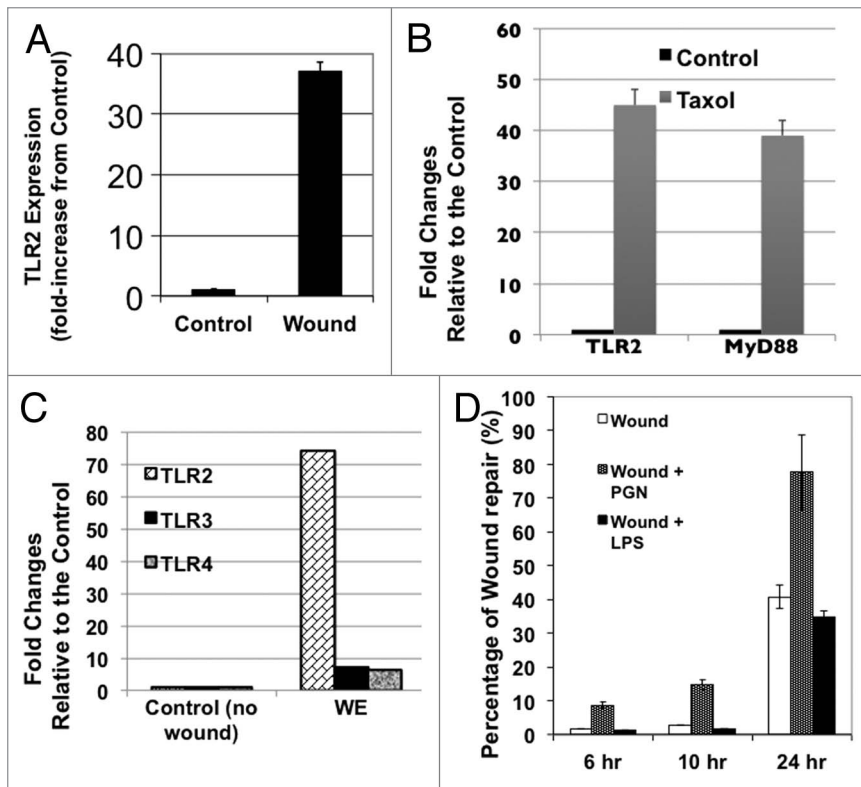 A
TLR2 Expression
(fold-increase from Control)
40
30
20
10
0
Control
Wound
B
Fold Changes
Relative to the Control
60
50
40
30
20
10
0
Control
Taxol
TLR2
MyD88
C
Fold Changes
Relative to the Control
80
70
60
50
40
30
20
10
0
TLR2
TLR3
TLR4
Control (no
wound)
WE
D
Percentage of Wound repair (%)
100
90
80
70
60
50
40
30
20
10
0
Wound
Wound +
PGN
Wound +
LPS
6 hr
10 hr
24 hr